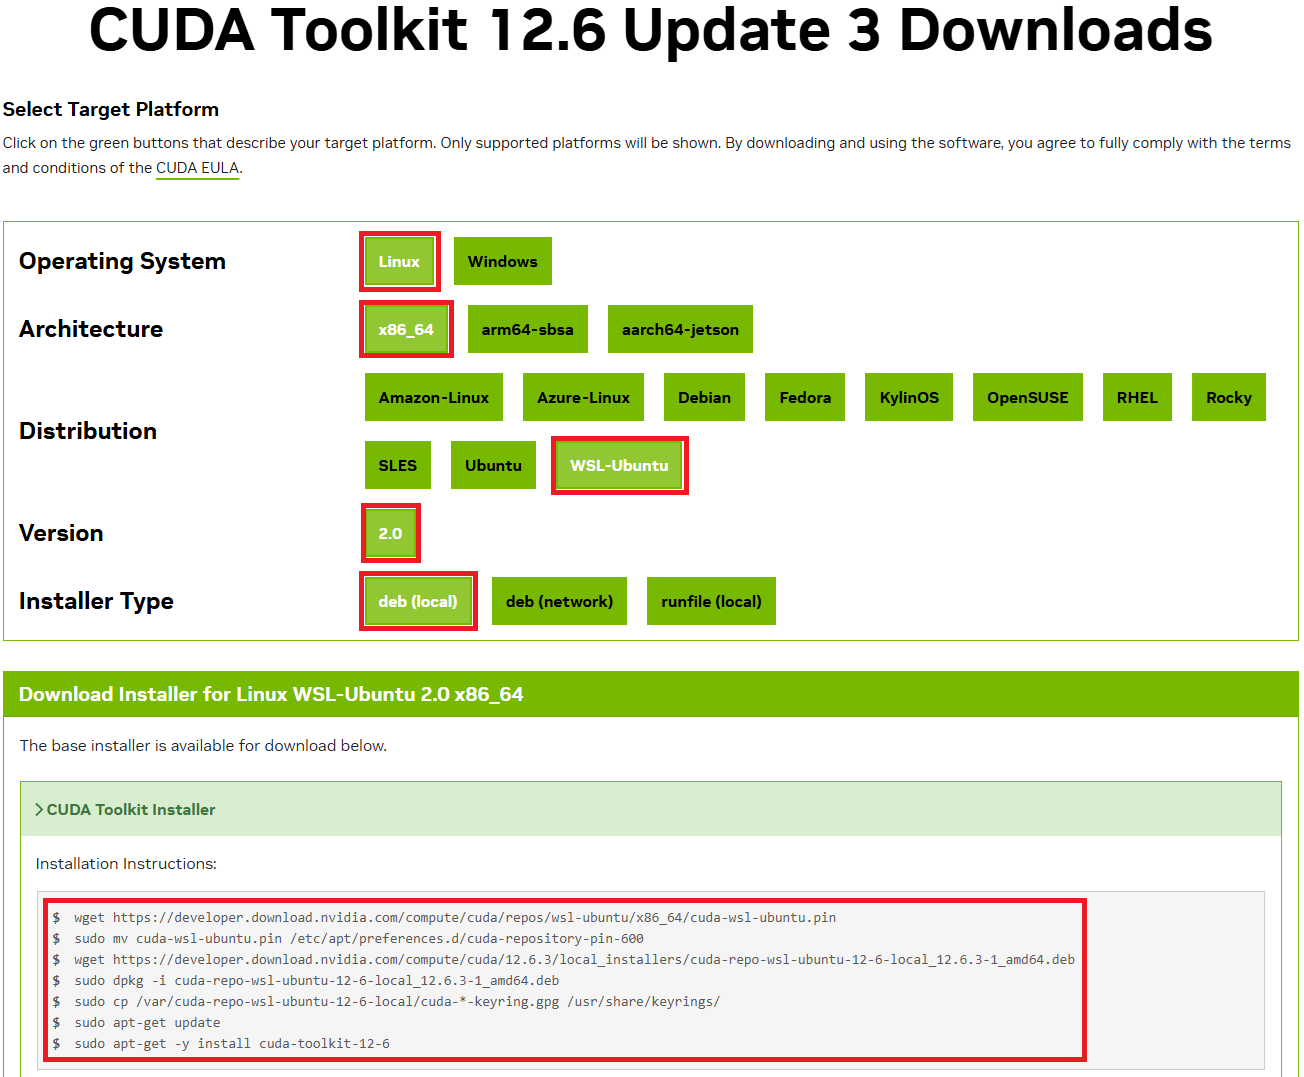 CUDA Toolkit 12.6 Update 3 Downloads
Select Target Platform
Click on the green buttons that describe your target platform. Only supported platforms will be shown. By downloading and using the software, you agree to fully comply with the terms
and conditions of the CUDA EULA.
Operating System
Linux
Windows
Architecture
x86_64
arm64-sbsa
aarch64-jetson
Distribution
Amazon-Linux
Azure-Linux
Debian
Fedora
KylinOS
OpenSUSE
RHEL
Rocky
SLES
Ubuntu
WSL-Ubuntu
Version
2.0
Installer Type
deb (local)
deb (network)
runfile (local)
Download Installer for Linux WSL-Ubuntu 2.0 x86_64
The base installer is available for download below.
CUDA Toolkit Installer
Installation Instructions:
$ wget https://developer.download.nvidia.com/compute/cuda/repos/wsl-ubuntu/x86_64/cuda-wsl-ubuntu.pin
$ sudo mv cuda-wsl-ubuntu.pin /etc/apt/preferences.d/cuda-repository-pin-600
$ wget https://developer.download.nvidia.com/compute/cuda/12.6.3/local_installers/cuda-repo-wsl-ubuntu-12-6-local_12.6.3-1_amd64.deb
$ sudo dpkg -i cuda-repo-wsl-ubuntu-12-6-local_12.6.3-1_amd64.deb
$ sudo cp /var/cuda-repo-wsl-ubuntu-12-6-local/cuda-*-keyring.gpg /usr/share/keyrings/
$ sudo apt-get update
$ sudo apt-get -y install cuda-toolkit-12-6